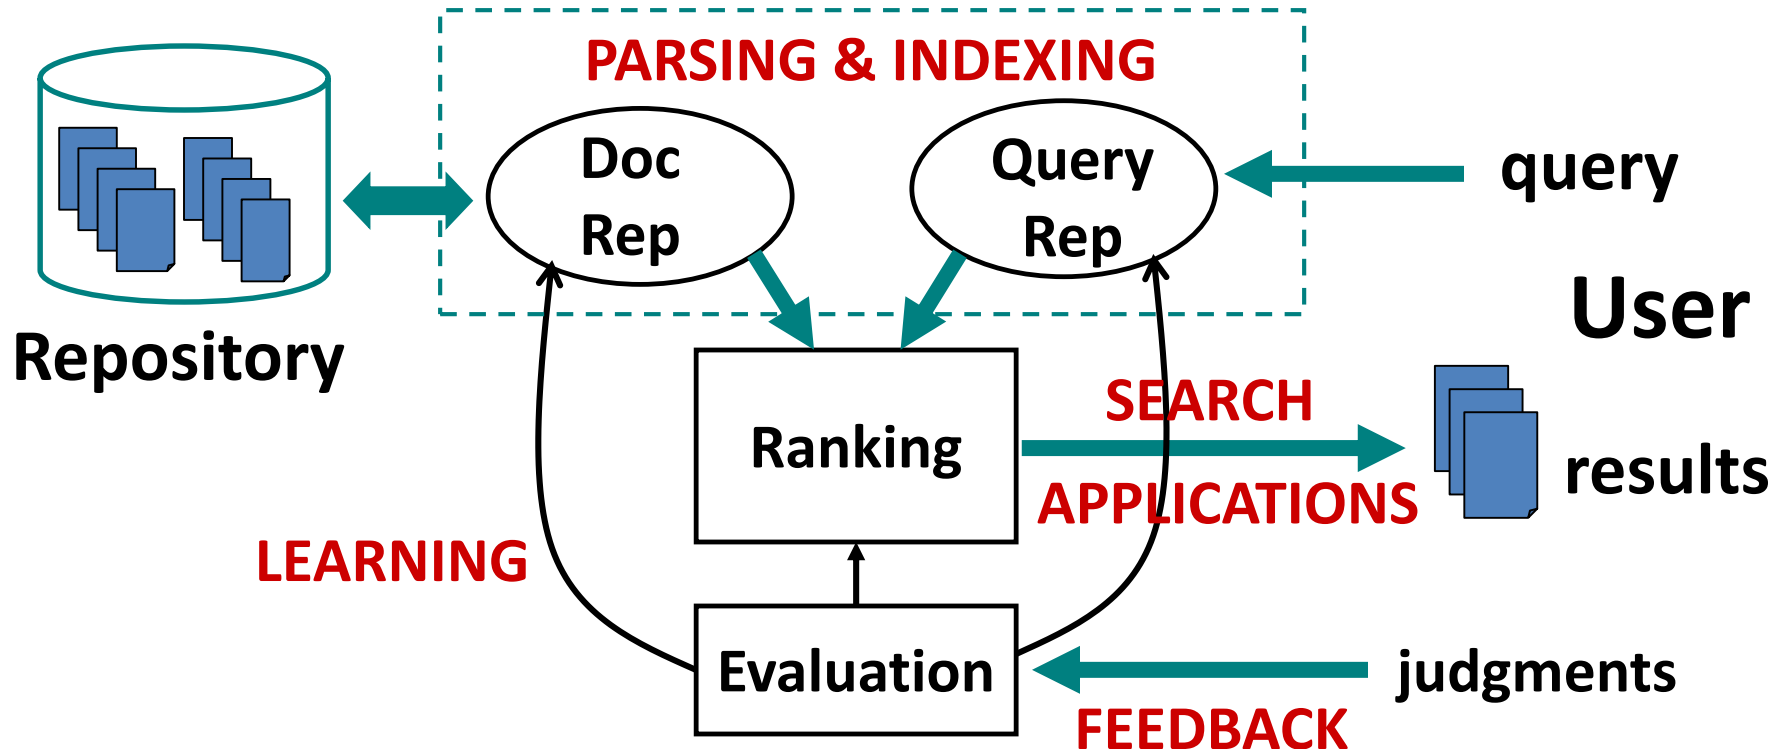 PARSING & INDEXING
Doc
Rep
Query
Rep
query
User
Repository
SEARCH
Ranking
results
APPLICATIONS
LEARNING
Evaluation
judgments
FEEDBACK